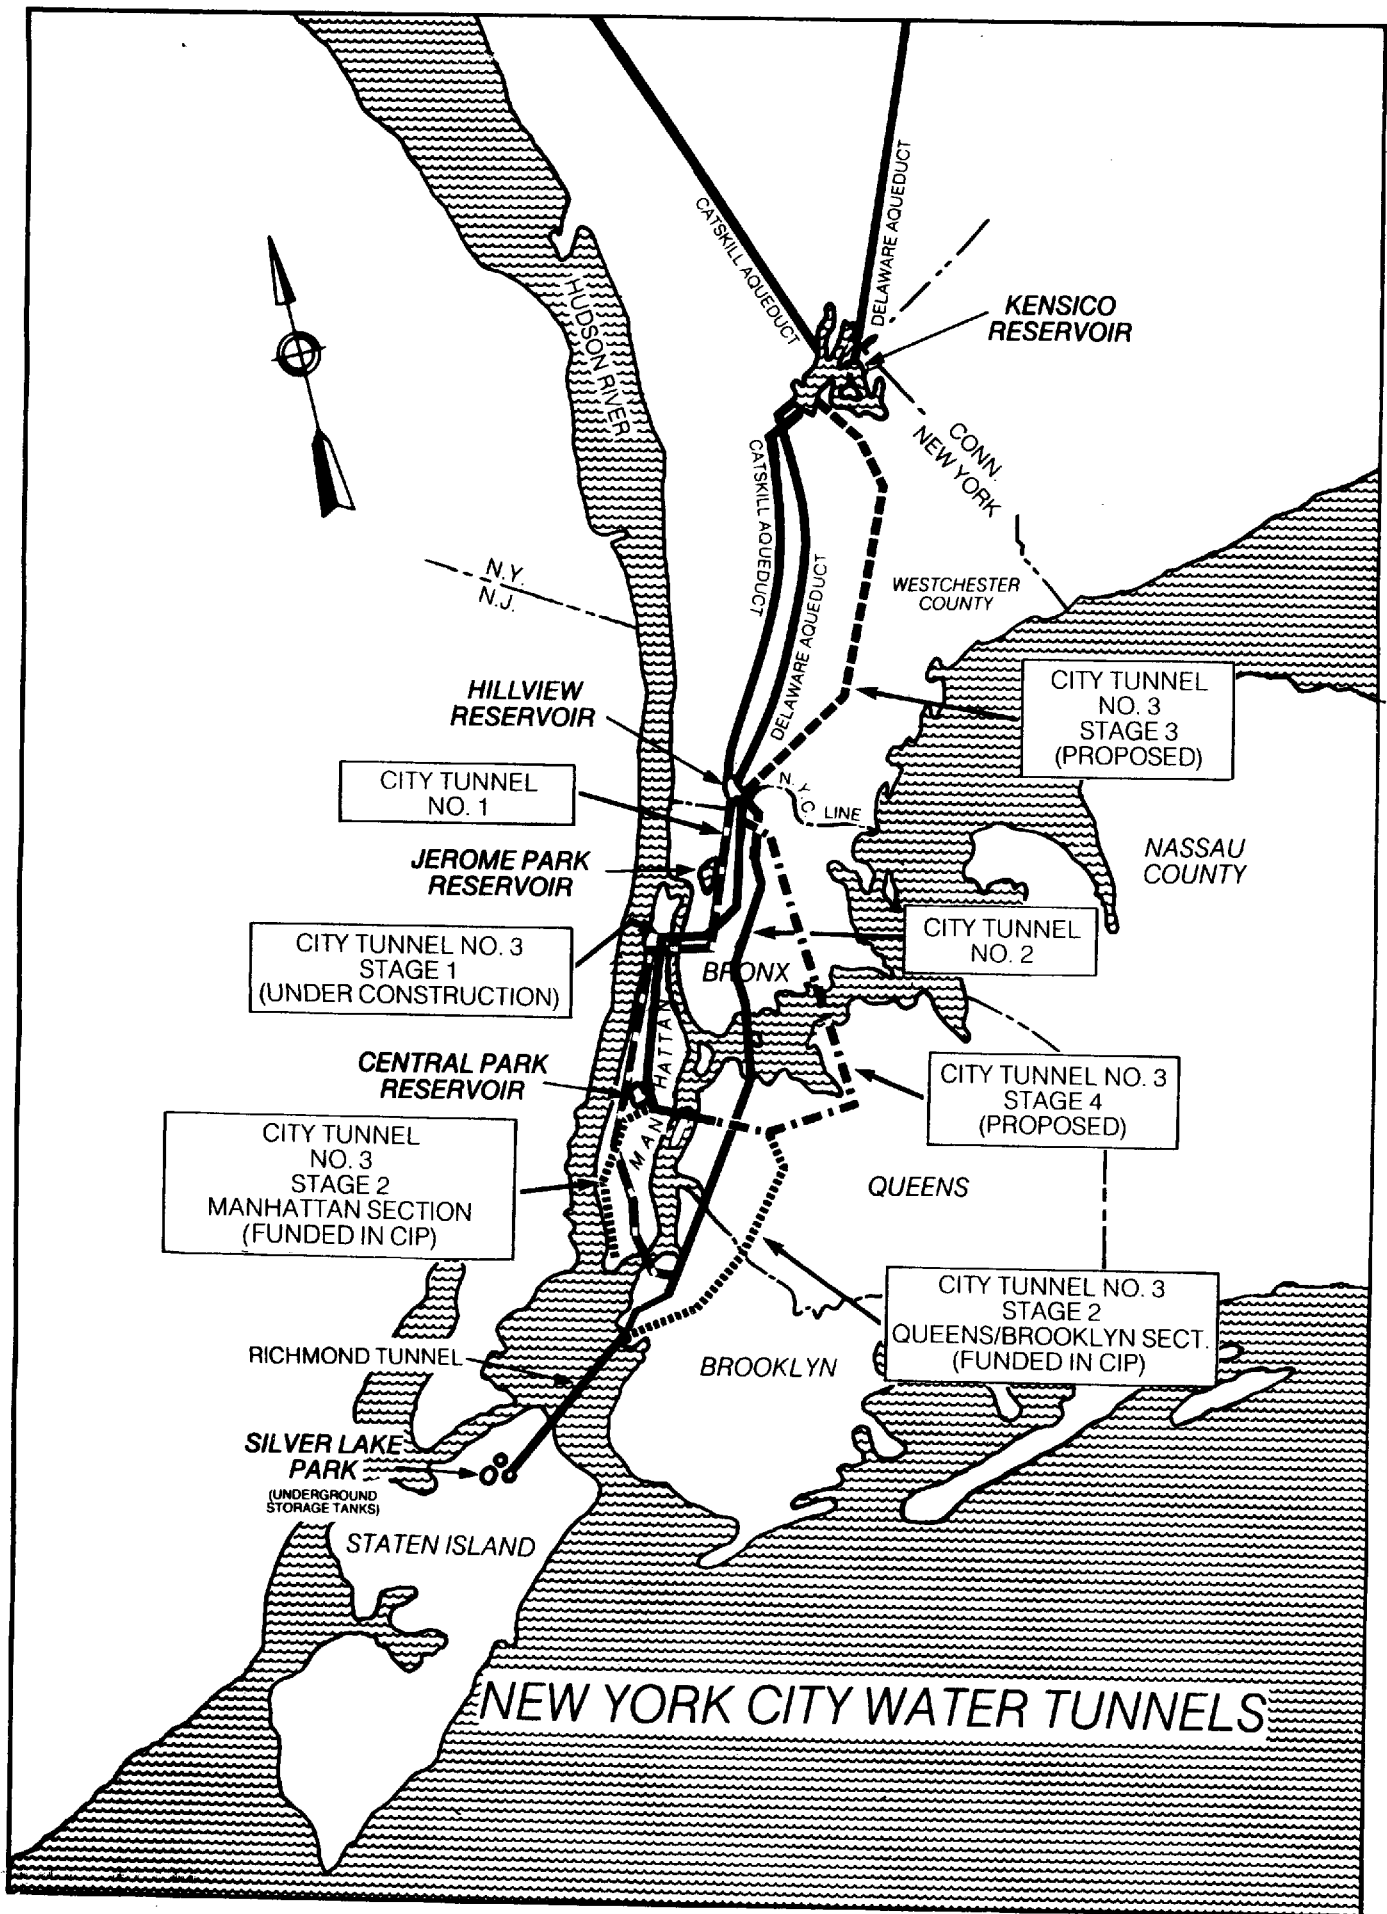 CATSKILL AQUEDUCT
DELAWARE AQUEDUCT
KENSICO
RESERVOIR
HUDSON RIVER
CONN.
NEW YORK
CATSKILL AQUEDUCT
DELAWARE AQUEDUCT
N.Y.
N.J.
WESTCHESTER
COUNTY
HILLVIEW
RESERVOIR
CITY TUNNEL
NO. 3
STAGE 3
(PROPOSED)
CITY TUNNEL
NO. 1
N.Y.C. LINE
JEROME PARK
RESERVOIR
NASSAU
COUNTY
CITY TUNNEL NO. 3
STAGE 1
(UNDER CONSTRUCTION)
CITY TUNNEL
NO. 2
BRONX
MANHATTAN
CENTRAL PARK
RESERVOIR
CITY TUNNEL NO. 3
STAGE 4
(PROPOSED)
CITY TUNNEL
NO. 3
STAGE 2
MANHATTAN SECTION
(FUNDED IN CIP)
QUEENS
CITY TUNNEL NO. 3
STAGE 2
QUEENS/BROOKLYN SECT.
(FUNDED IN CIP)
RICHMOND TUNNEL
BROOKLYN
SILVER LAKE
PARK
(UNDERGROUND
STORAGE TANKS)
STATEN ISLAND
NEW YORK CITY WATER TUNNELS